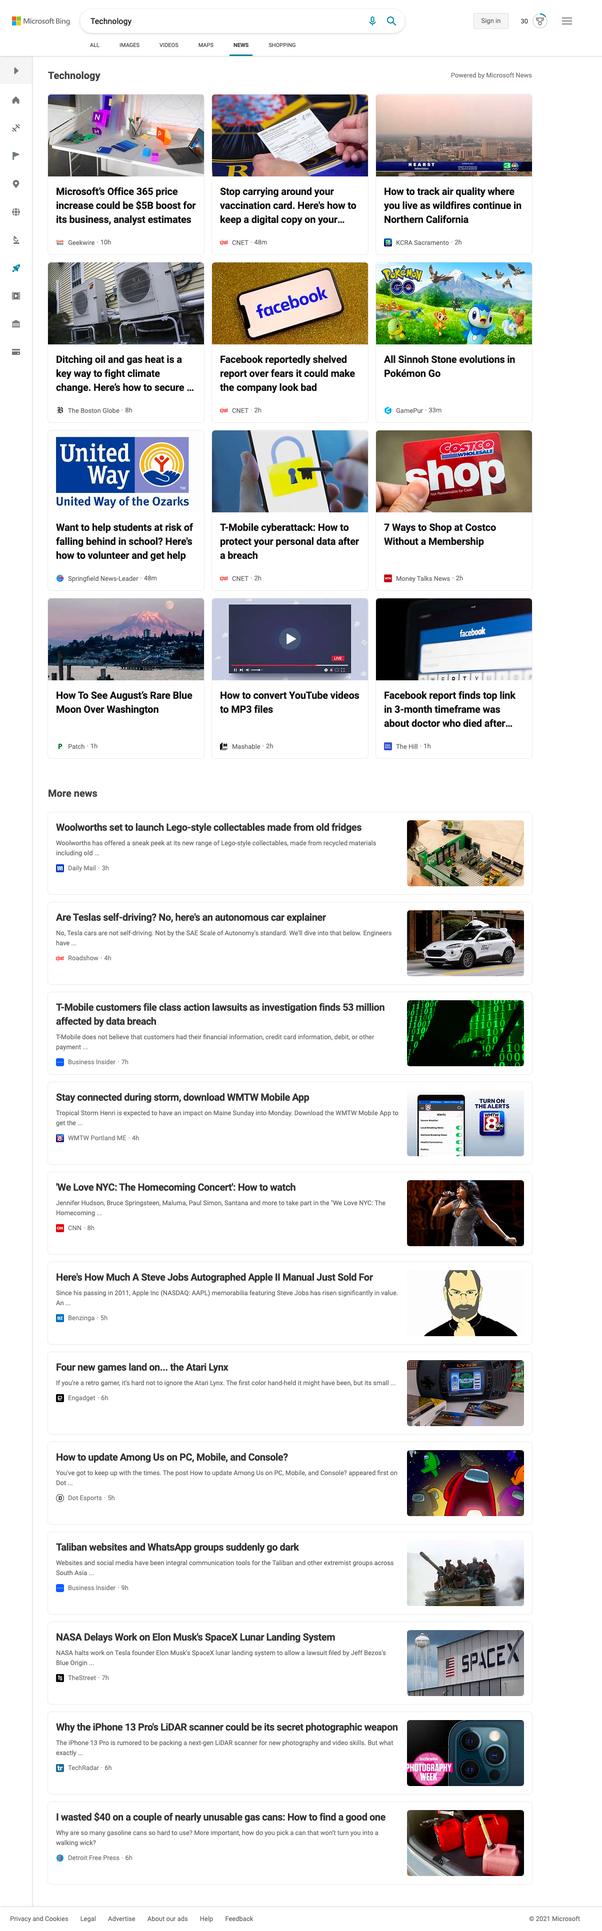 Microsoft Bing
Technology
Sign in
30
ALL
IMAGES
VIDEOS
MAPS
NEWS
SHOPPING
Technology
Powered by Microsoft News
Microsoft's Office 365 price
increase could be $5B boost for
its business, analyst estimates
Geekwire · 10h
Stop carrying around your
vaccination card. Here's how to
keep a digital copy on your...
CNET · 48m
HEARST
How to track air quality where
you live as wildfires continue in
Northern California
KCRA Sacramento · 2h
Ditching oil and gas heat is a
key way to fight climate
change. Here's how to secure ...
The Boston Globe · 8h
facebook
Facebook reportedly shelved
report over fears it could make
the company look bad
CNET · 2h
POKÉMON
GO
All Sinnoh Stone evolutions in
Pokémon Go
GamePur · 33m
United
Way
United Way of the Ozarks
Want to help students at risk of
falling behind in school? Here's
how to volunteer and get help
Springfield News-Leader · 48m
T-Mobile cyberattack: How to
protect your personal data after
a breach
CNET · 2h
COSTCO
WHOLESALE
shop
7 Ways to Shop at Costco
Without a Membership
Money Talks News · 2h
How To See August's Rare Blue
Moon Over Washington
Patch · 1h
LIVE
How to convert YouTube videos
to MP3 files
Mashable · 2h
facebook
Facebook report finds top link
in 3-month timeframe was
about doctor who died after...
The Hill · 1h
More news
Woolworths set to launch Lego-style collectables made from old fridges
Woolworths has offered a sneak peek at its new range of Lego-style collectables, made from recycled materials
including old ...
Daily Mail · 3h
Are Teslas self-driving? No, here's an autonomous car explainer
No, Tesla cars are not self-driving. Not by the SAE Scale of Autonomy's standard. We'll dive into that below. Engineers
have ...
Roadshow · 4h
T-Mobile customers file class action lawsuits as investigation finds 53 million
affected by data breach
T-Mobile does not believe that customers had their financial information, credit card information, debit, or other
payment ...
Business Insider · 7h
Stay connected during storm, download WMTW Mobile App
Tropical Storm Henri is expected to have an impact on Maine Sunday into Monday. Download the WMTW Mobile App to
get the ...
WMTW Portland ME · 4h
TURN ON
THE ALERTS
8
'We Love NYC: The Homecoming Concert': How to watch
Jennifer Hudson, Bruce Springsteen, Maluma, Paul Simon, Santana and more to take part in the "We Love NYC: The
Homecoming ...
CNN · 8h
Here's How Much A Steve Jobs Autographed Apple II Manual Just Sold For
Since his passing in 2011, Apple Inc (NASDAQ: AAPL) memorabilia featuring Steve Jobs has risen significantly in value.
An ...
Benzinga · 5h
Four new games land on... the Atari Lynx
If you're a retro gamer, it's hard not to ignore the Atari Lynx. The first color hand-held it might have been, but its small ...
Engadget · 6h
LYNX
How to update Among Us on PC, Mobile, and Console?
You've got to keep up with the times. The post How to update Among Us on PC, Mobile, and Console? appeared first on
Dot ...
Dot Esports · 5h
Taliban websites and WhatsApp groups suddenly go dark
Websites and social media have been integral communication tools for the Taliban and other extremist groups across
South Asia ...
Business Insider · 9h
NASA Delays Work on Elon Musk's SpaceX Lunar Landing System
NASA halts work on Tesla founder Elon Musk's SpaceX lunar landing system to allow a lawsuit filed by Jeff Bezos's
Blue Origin ...
TheStreet · 7h
SPACEX
Why the iPhone 13 Pro's LiDAR scanner could be its secret photographic weapon
The iPhone 13 Pro is rumored to be packing a next-gen LiDAR scanner for new photography and video skills. But what
exactly ...
TechRadar · 6h
PHOTOGRAPHY
WEEK
I wasted $40 on a couple of nearly unusable gas cans: How to find a good one
Why are so many gasoline cans so hard to use? More important, how do you pick a can that won't turn you into a
walking wick?
Detroit Free Press · 6h
Privacy and Cookies
Legal
Advertise
About our ads
Help
Feedback
© 2021 Microsoft